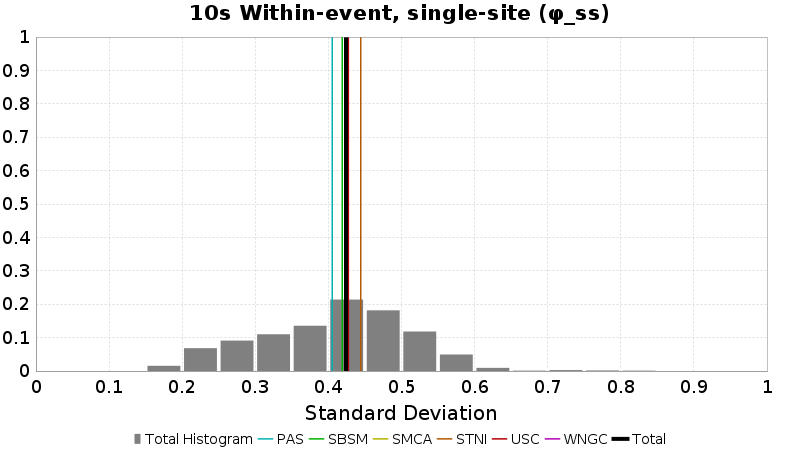 10s Within-event, single-site (φ_ss)
1
0.9
0.8
0.7
0.6
0.5
0.4
0.3
0.2
0.1
0
0 0.1 0.2 0.3 0.4 0.5 0.6 0.7 0.8 0.9 1
Standard Deviation
Total Histogram PAS SBSM SMCA STNI USC WNGC Total